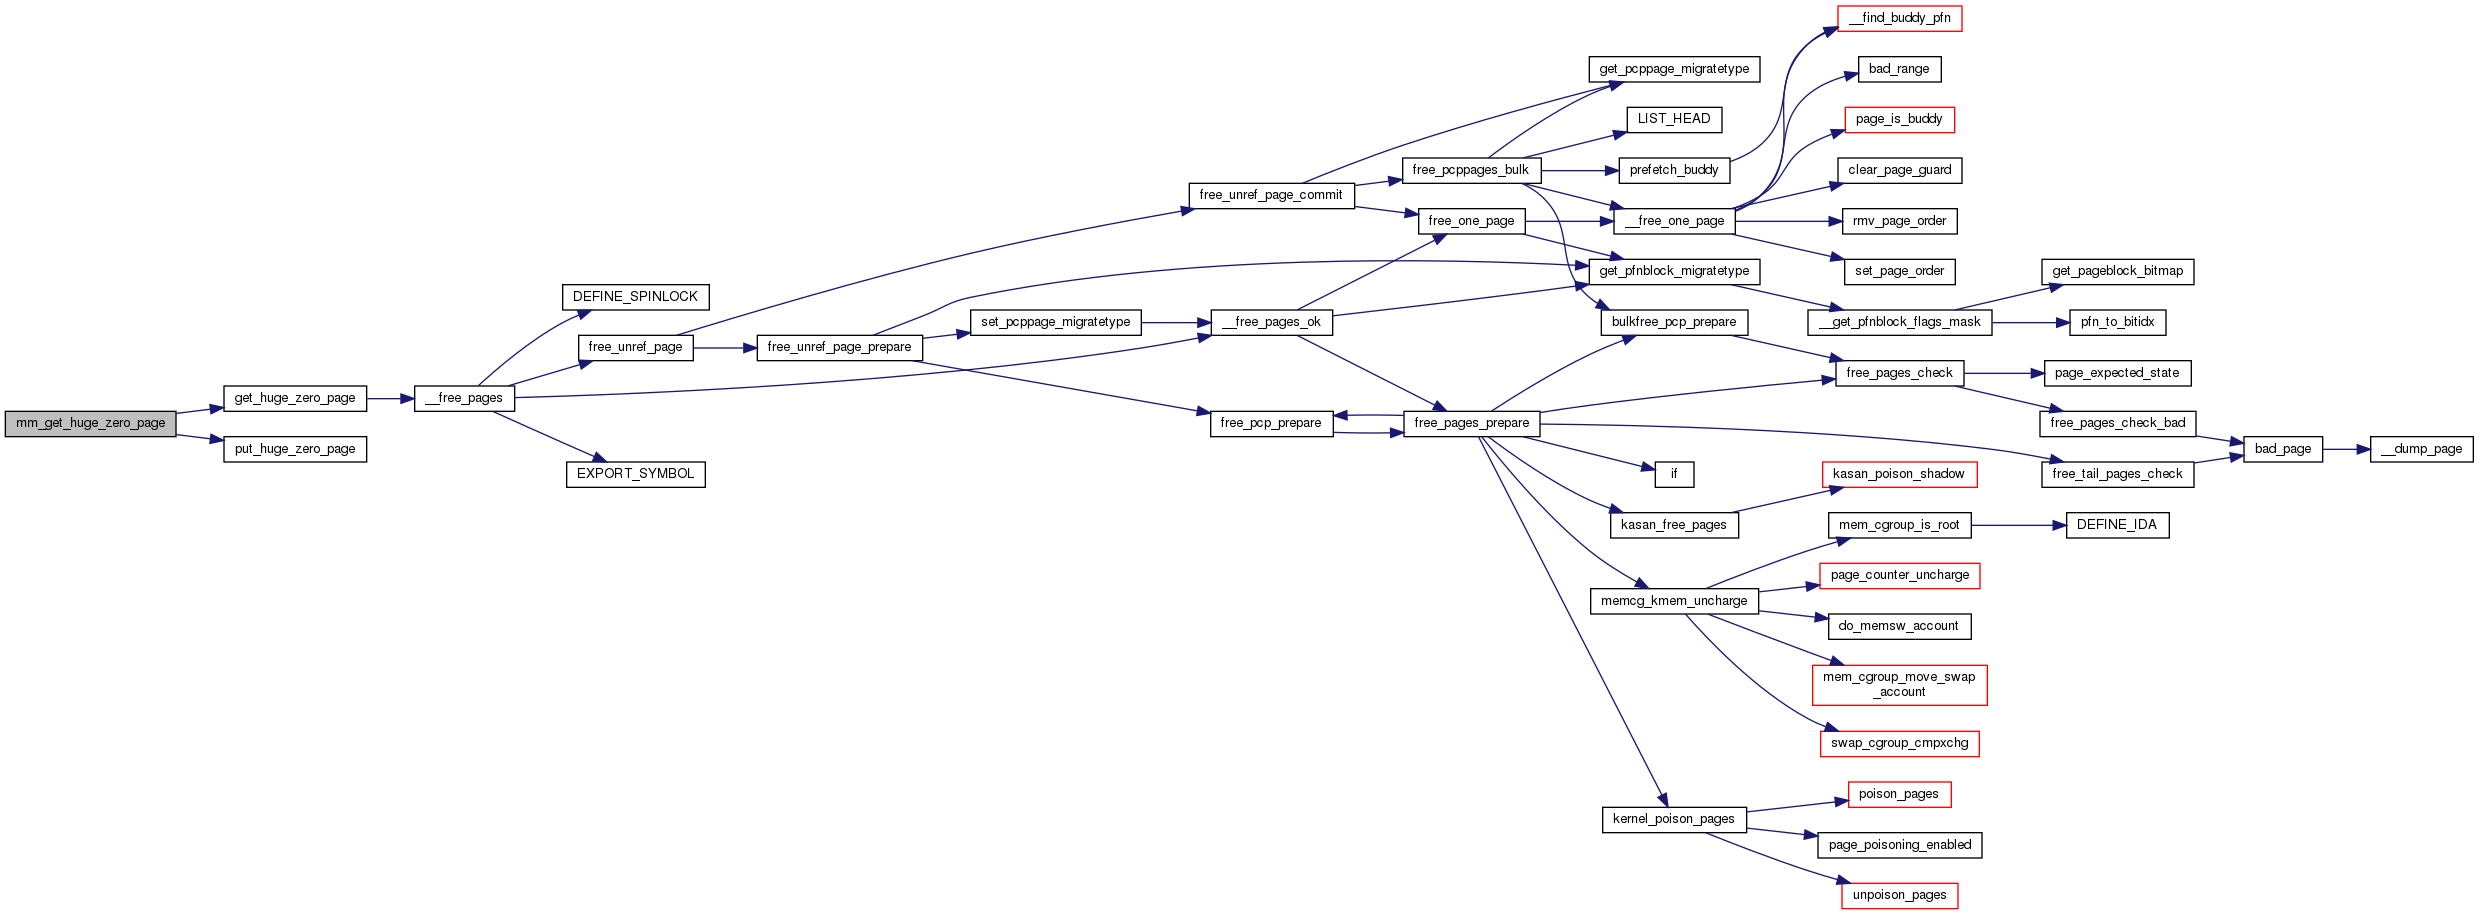 mm_get_huge_zero_page
get_huge_zero_page
put_huge_zero_page
__free_pages
DEFINE_SPINLOCK
free_unref_page
EXPORT_SYMBOL
free_unref_page_prepare
set_pcppage_migratetype
free_unref_page_commit
__free_pages_ok
free_pcp_prepare
free_pcppages_bulk
free_one_page
free_pages_prepare
get_pcppage_migratetype
LIST_HEAD
prefetch_buddy
__free_one_page
get_pfnblock_migratetype
bulkfree_pcp_prepare
if
kasan_free_pages
memcg_kmem_uncharge
kernel_poison_pages
__find_buddy_pfn
bad_range
page_is_buddy
clear_page_guard
rmv_page_order
set_page_order
__get_pfnblock_flags_mask
free_pages_check
kasan_poison_shadow
mem_cgroup_is_root
page_counter_uncharge
do_memsw_account
mem_cgroup_move_swap
_account
swap_cgroup_cmpxchg
poison_pages
page_poisoning_enabled
unpoison_pages
get_pageblock_bitmap
pfn_to_bitidx
page_expected_state
free_pages_check_bad
free_tail_pages_check
DEFINE_IDA
bad_page
__dump_page